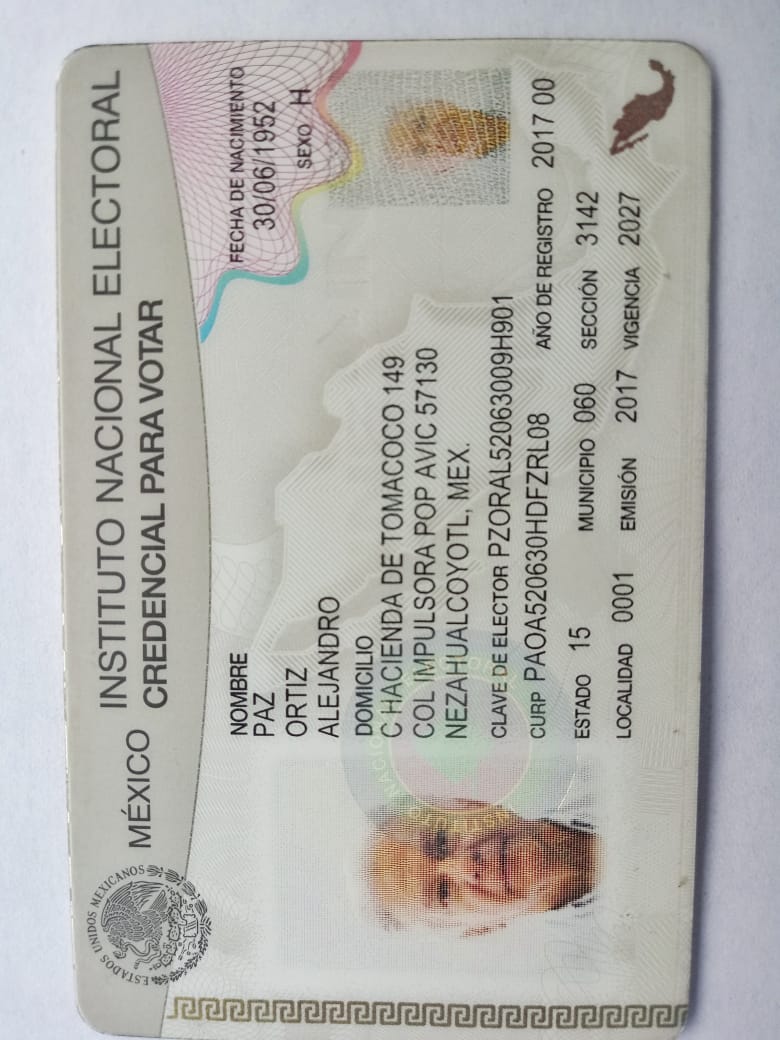 ESTADOS UNIDOS MEXICANOS
MÉXICO INSTITUTO NACIONAL ELECTORAL
CREDENCIAL PARA VOTAR
NOMBRE
PAZ
ORTIZ
ALEJANDRO
FECHA DE NACIMIENTO
30/06/1952
SEXO H
DOMICILIO
C HACIENDA DE TOMACOCO 149
COL IMPULSORA POP AVIC 57130
NEZAHUALCOYOTL, MEX.
CLAVE DE ELECTOR PZORAL52063009H901
CURP PAOA520630HDFZRL08 AÑO DE REGISTRO 2017 00
ESTADO 15 MUNICIPIO 060 SECCIÓN 3142
LOCALIDAD 0001 EMISIÓN 2017 VIGENCIA 2027